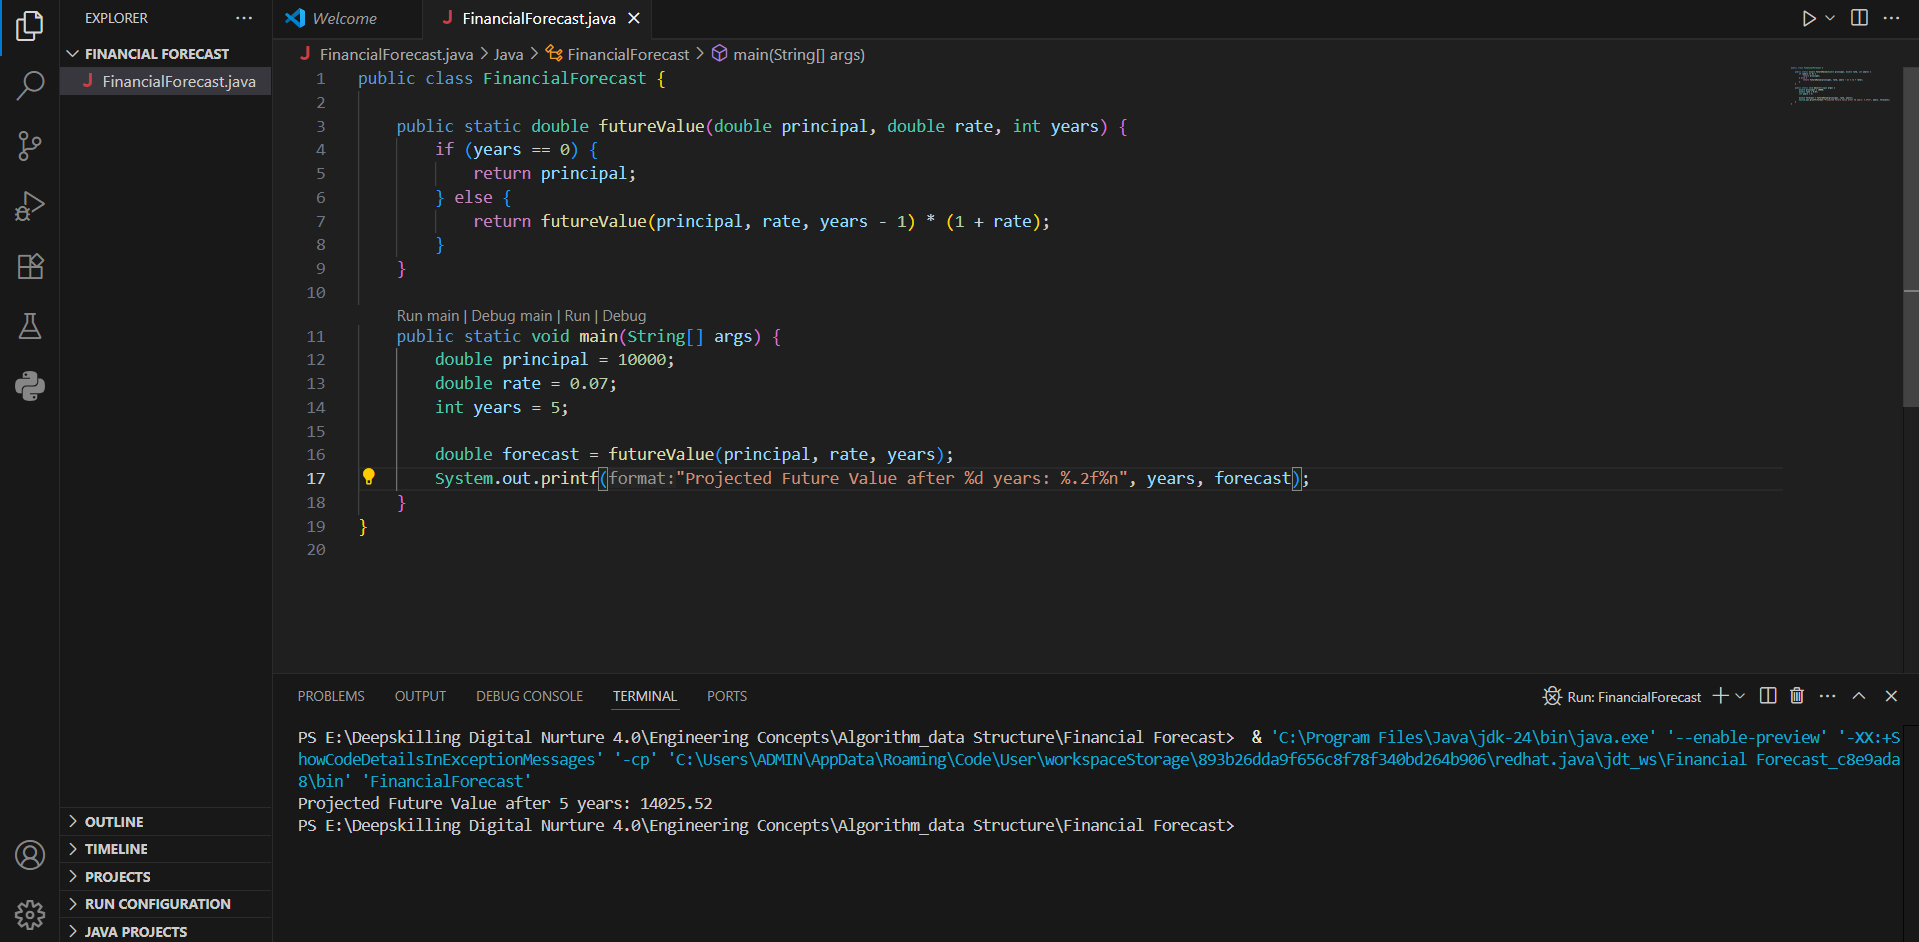 EXPLORER ···
FINANCIAL FORECAST
FinancialForecast.java
OUTLINE
TIMELINE
PROJECTS
RUN CONFIGURATION
JAVA PROJECTS
Welcome FinancialForecast.java
FinancialForecast.java > Java > FinancialForecast > main(String[] args)
1 public class FinancialForecast {
2
3 public static double futureValue(double principal, double rate, int years) {
4 if (years == 0) {
5 return principal;
6 } else {
7 return futureValue(principal, rate, years - 1) * (1 + rate);
8 }
9 }
10
Run main | Debug main | Run | Debug
11 public static void main(String[] args) {
12 double principal = 10000;
13 double rate = 0.07;
14 int years = 5;
15
16 double forecast = futureValue(principal, rate, years);
17 System.out.printf(format:"Projected Future Value after %d years: %.2f%n", years, forecast);
18 }
19 }
20
PROBLEMS OUTPUT DEBUG CONSOLE TERMINAL PORTS
Run: FinancialForecast
PS E:\Deepskilling Digital Nurture 4.0\Engineering Concepts\Algorithm_data Structure\Financial Forecast> & 'C:\Program Files\Java\jdk-24\bin\java.exe' '--enable-preview' '-XX:+S
howCodeDetailsInExceptionMessages' '-cp' 'C:\Users\ADMIN\AppData\Roaming\Code\User\workspaceStorage\893b26dda9f656c8f78f340bd264b906\redhat.java\jdt_ws\Financial Forecast_c8e9ada
8\bin' 'FinancialForecast'
Projected Future Value after 5 years: 14025.52
PS E:\Deepskilling Digital Nurture 4.0\Engineering Concepts\Algorithm_data Structure\Financial Forecast>